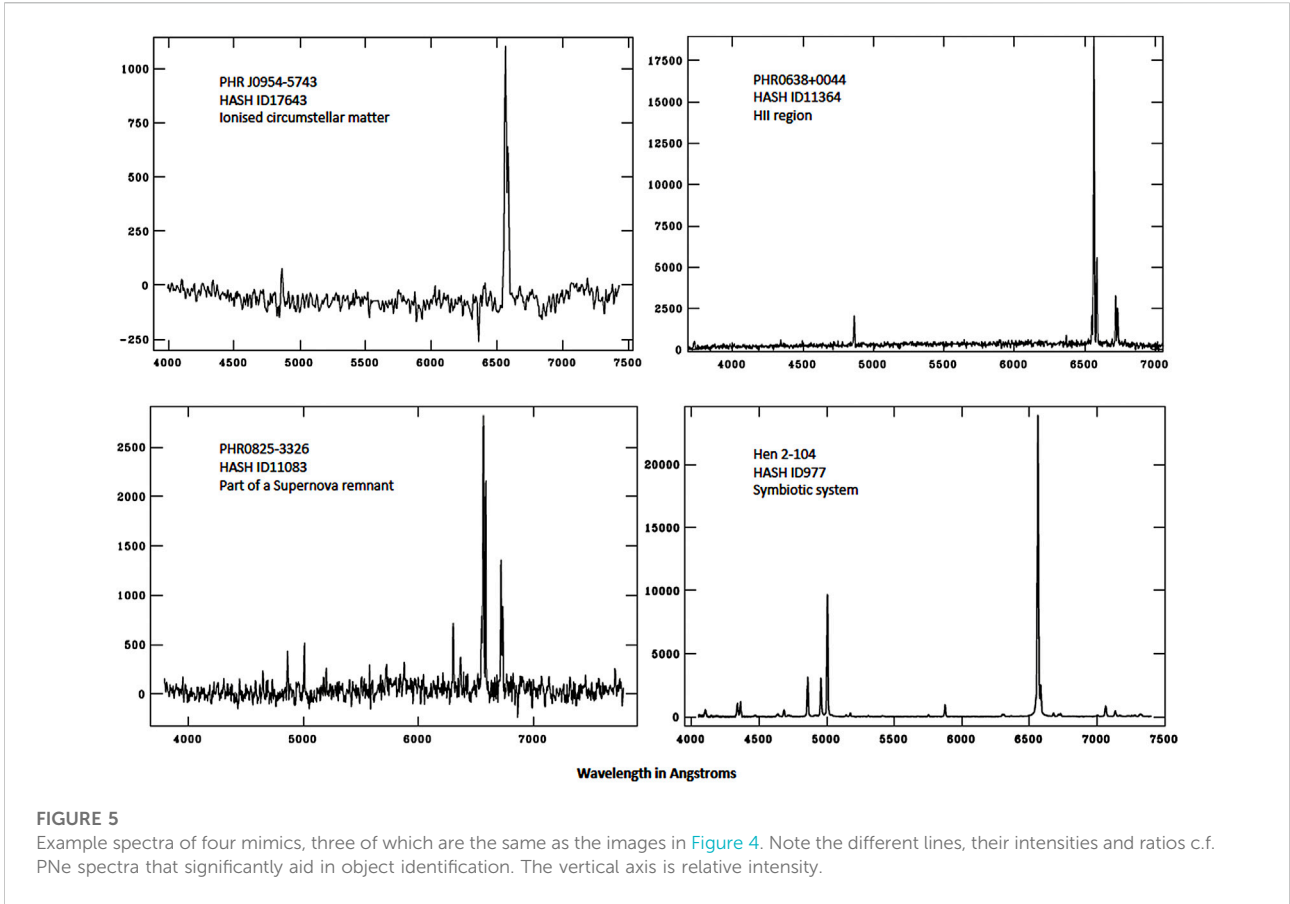 1000
750
500
250
0
−250
4000 4500 5000 5500 6000 6500 7000 7500
PHR J0954-5743
HASH ID17643
Ionised circumstellar matter
17500
15000
12500
10000
7500
5000
2500
0
4000 4500 5000 5500 6000 6500 7000
PHR0638+0044
HASH ID11364
HII region
2500
2000
1500
1000
500
0
4000 5000 6000 7000
PHR0825-3326
HASH ID11083
Part of a Supernova remnant
20000
15000
10000
5000
0
4000 4500 5000 5500 6000 6500 7000 7500
Hen 2-104
HASH ID977
Symbiotic system
Wavelength in Angstroms
FIGURE 5
Example spectra of four mimics, three of which are the same as the images in Figure 4. Note the different lines, their intensities and ratios c.f.
PNe spectra that significantly aid in object identification. The vertical axis is relative intensity.